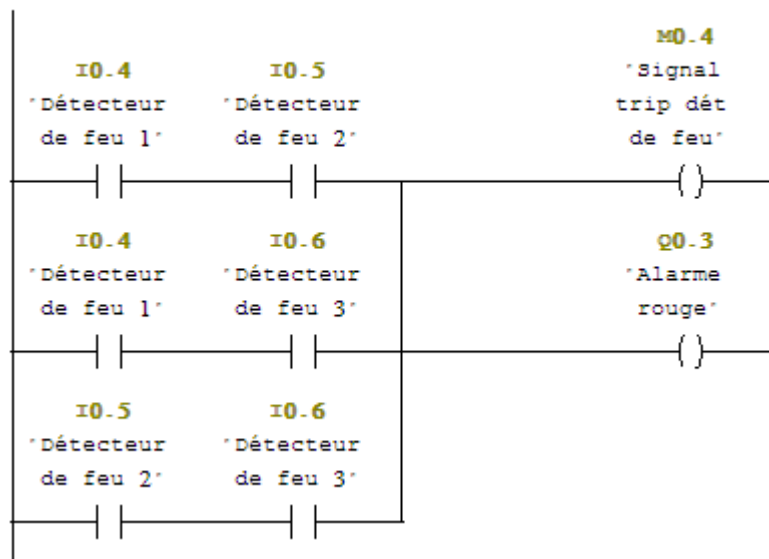 M0.4
I0.4 I0.5 'Signal
'Détecteur 'Détecteur trip dét
de feu 1' de feu 2' de feu'
I0.4 I0.6 Q0.3
'Détecteur 'Détecteur 'Alarme
de feu 1' de feu 3' rouge'
I0.5 I0.6
'Détecteur 'Détecteur
de feu 2' de feu 3'